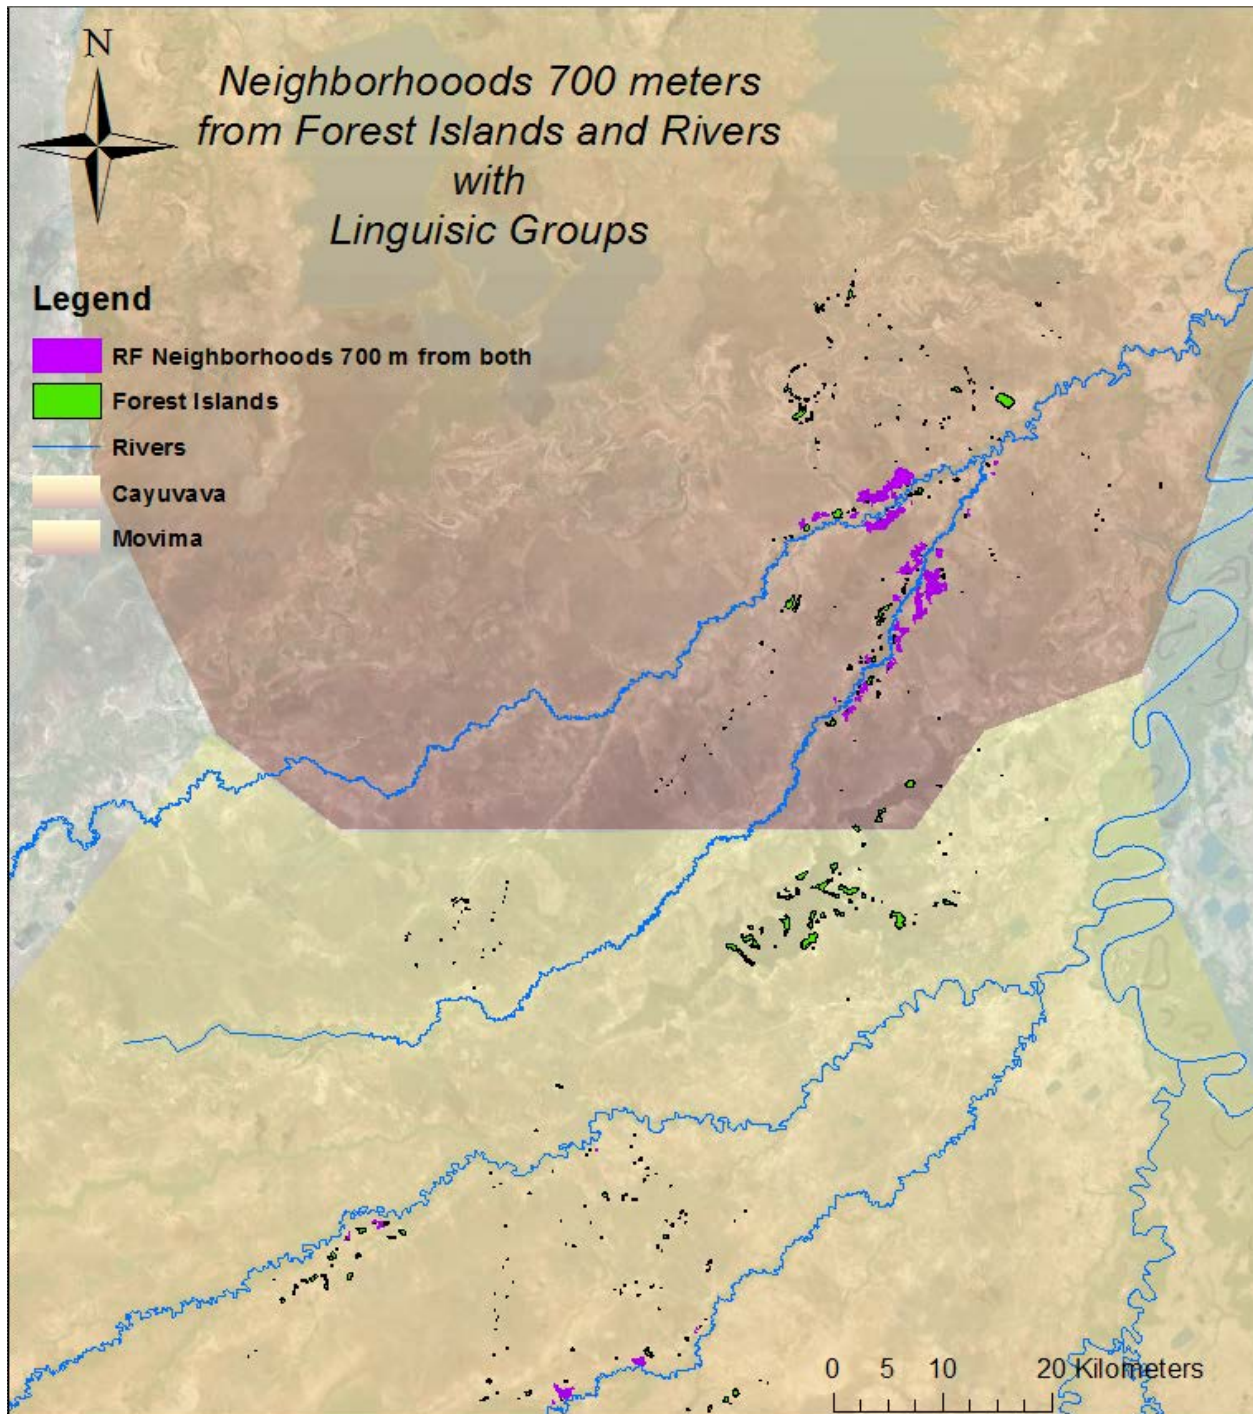 N
Neighborhooods 700 meters
from Forest Islands and Rivers
with
Linguisic Groups
Legend
RF Neighborhoods 700 m from both
Forest Islands
Rivers
Cayuvava
Movima
0 5 10 20 Kilometers